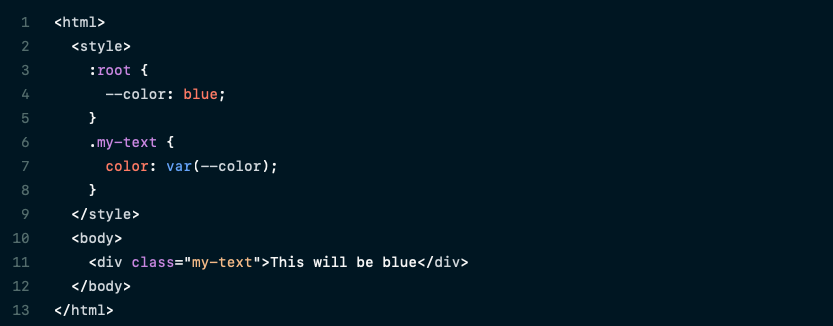 1 <html>
2   <style>
3     :root {
4       --color: blue;
5     }
6     .my-text {
7       color: var(--color);
8     }
9   </style>
10   <body>
11     <div class="my-text">This will be blue</div>
12   </body>
13 </html>